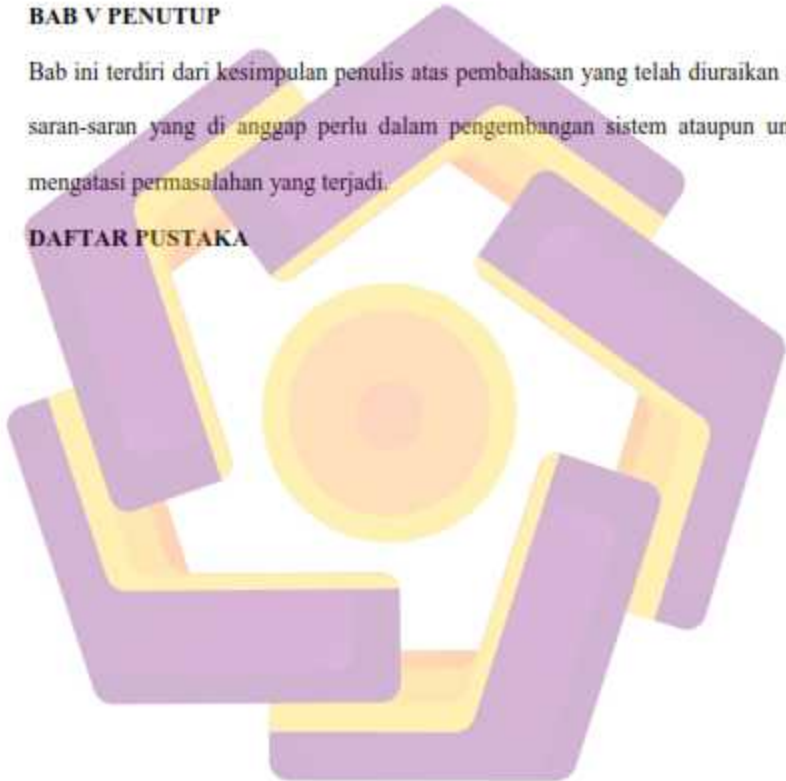 BAB V PENUTUP
Bab ini terdiri dari kesimpulan penulis atas pembahasan yang telah diuraikan
saran-saran yang di anggap perlu dalam pengembangan sistem ataupun
mengatasi permasalahan yang terjadi.
DAFTAR PUSTAKA